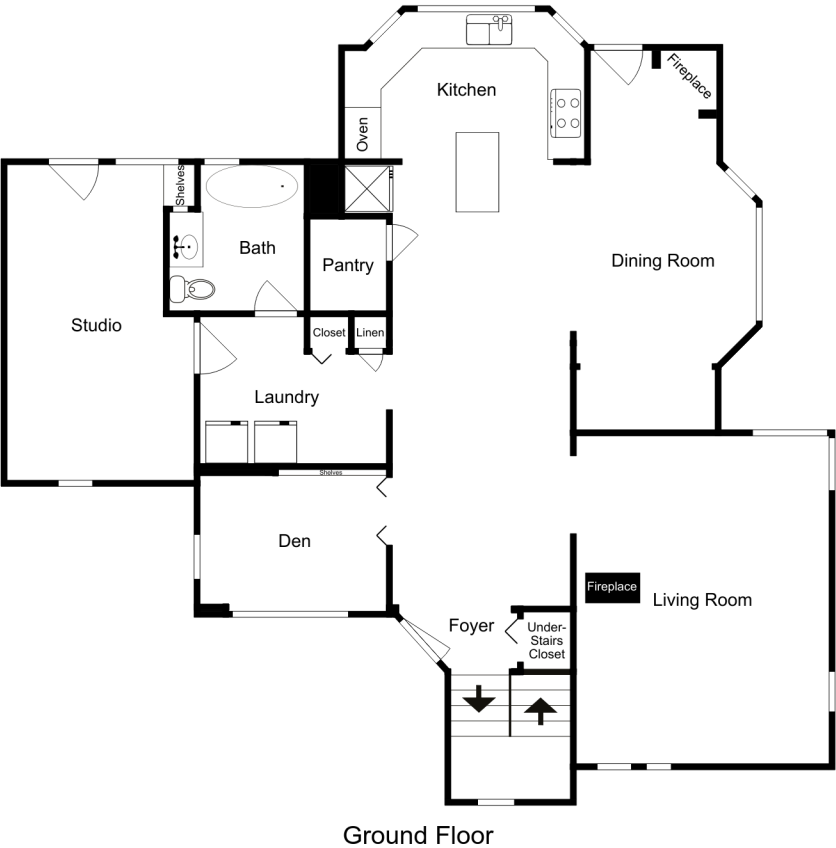 Kitchen
Fireplace
Oven
Shelves
Bath
Pantry
Dining Room
Studio
Closet
Linen
Laundry
Shelves
Den
Fireplace
Living Room
Foyer
Under-
Stairs
Closet
Ground Floor